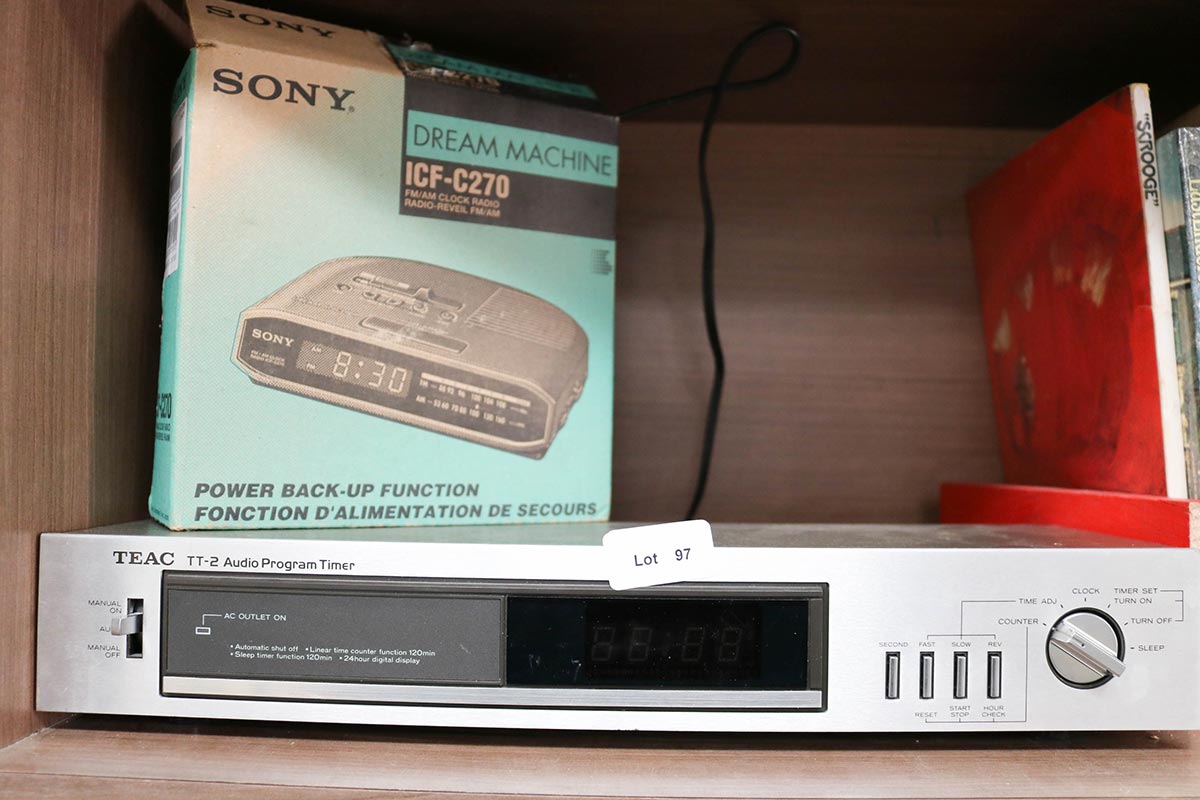 SONY
SONY
DREAM MACHINE
ICF-C270
FM/AM CLOCK RADIO
RADIO-REVEIL FM/AM
SONY
AM
PM
8:30
FM
AM
POWER BACK-UP FUNCTION
FONCTION D'ALIMENTATION DE SECOURS
"SCROOGE"
Lot 97
TEAC TT-2 Audio Program Timer
MANUAL ON
MANUAL OFF
AC OUTLET ON
• Automatic shut off • Linear time counter function 120min
• Sleep timer function 120min • 24hour digital display
SECOND FAST SLOW REV
RESET START STOP HOUR CHECK
COUNTER
TIME ADJ
CLOCK
TIMER SET
TURN ON
TURN OFF
SLEEP